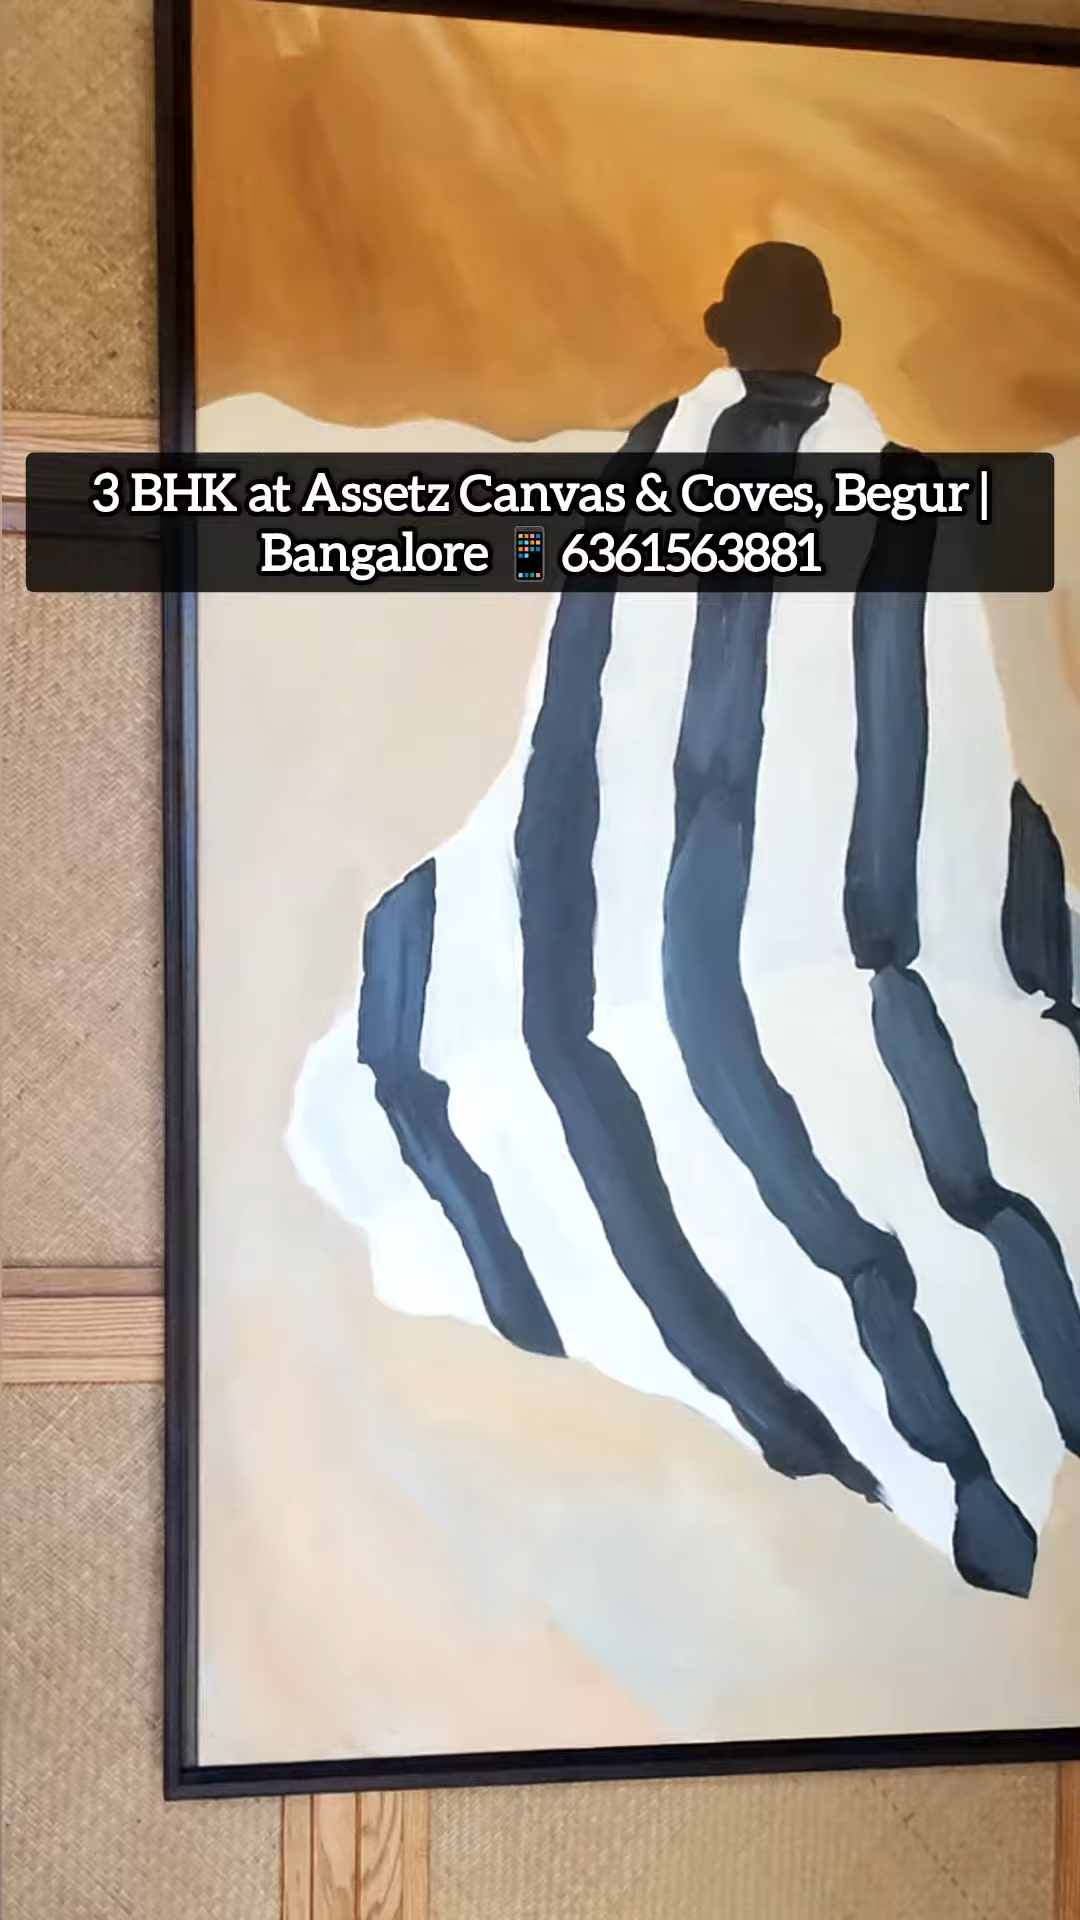 3 BHK at Assetz Canvas & Coves, Begur |
Bangalore 📱 6361563881